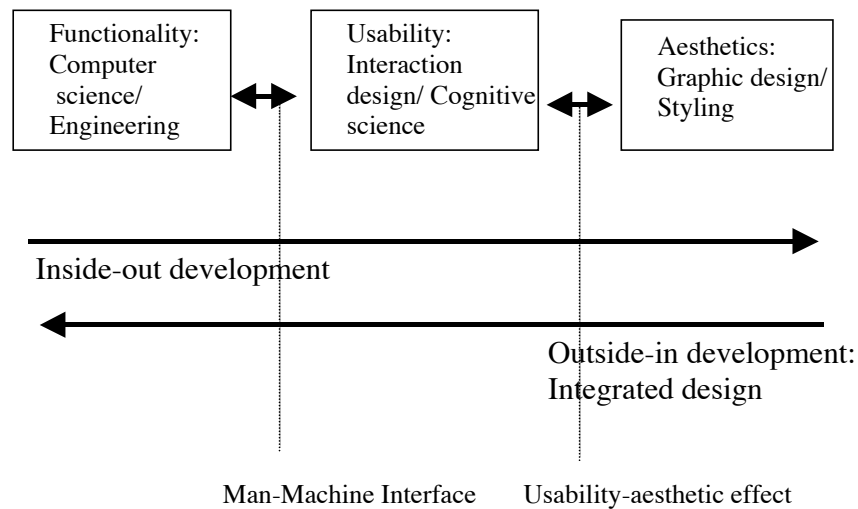 Functionality:
Computer
science/
Engineering
Usability:
Interaction
design/ Cognitive
science
Aesthetics:
Graphic design/
Styling
Inside-out development
Outside-in development:
Integrated design
Man-Machine Interface
Usability-aesthetic effect